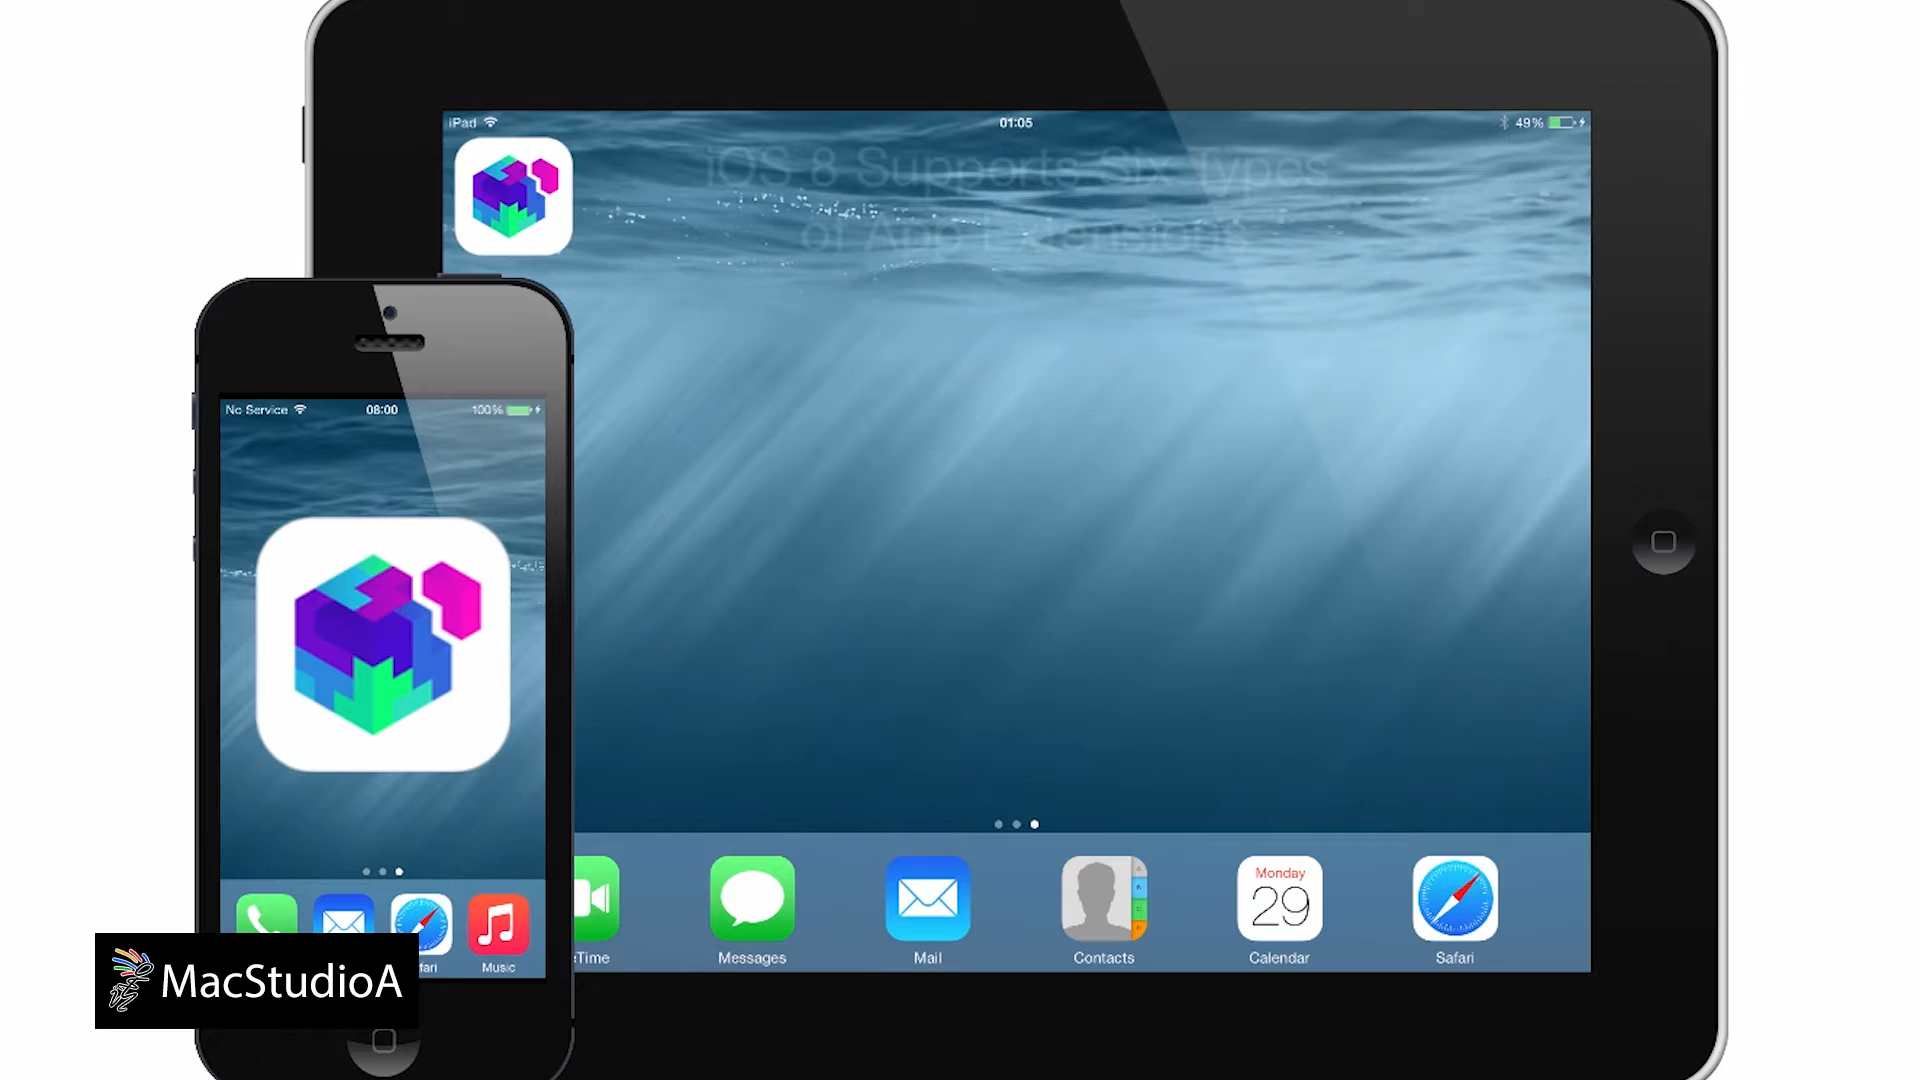 iPad 01:05 49%
iOS 8 Supports Six Types
of App Extensions
No Service 08:00 100%
eTime Messages Mail Contacts Calendar Safari
Monday
29
fari Music
MacStudioA